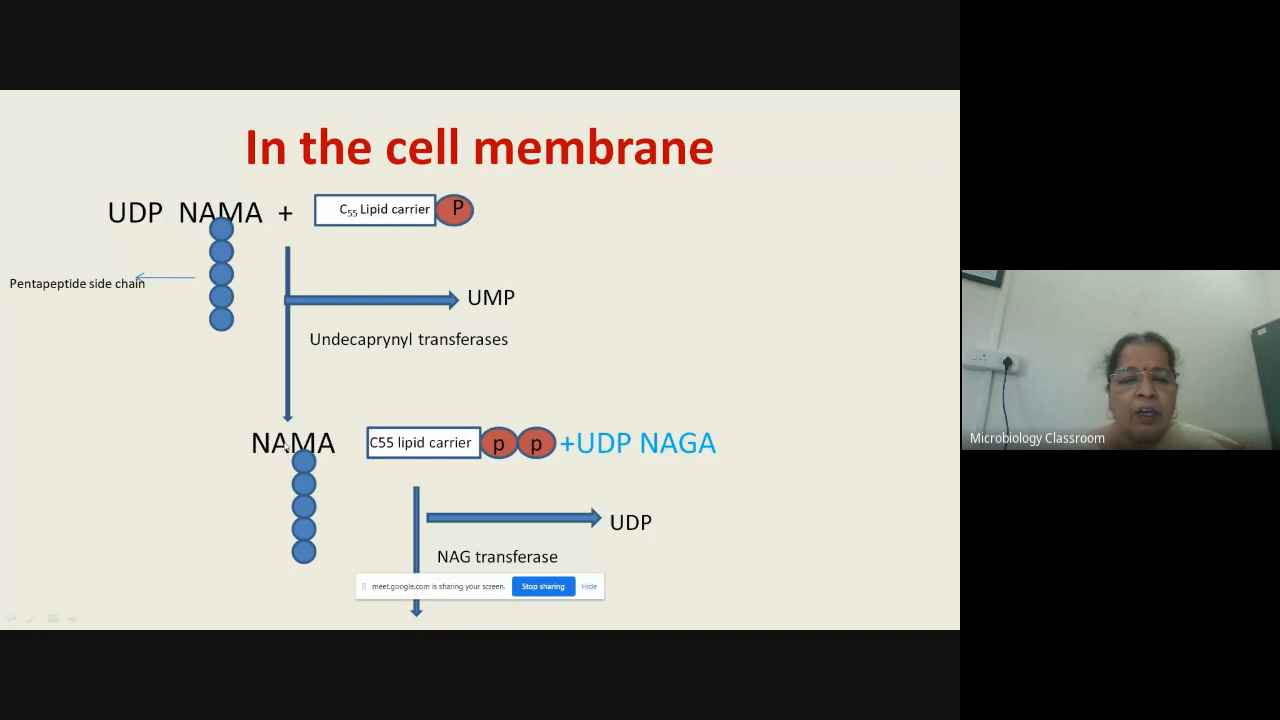 In the cell membrane
UDP NAMA + C55 Lipid carrier P
Pentapeptide side chain
UMP
Undecaprynyl transferases
NAMA C55 lipid carrier p p +UDP NAGA
UDP
NAG transferase
meet.google.com is sharing your screen. Stop sharing Hide
Microbiology Classroom